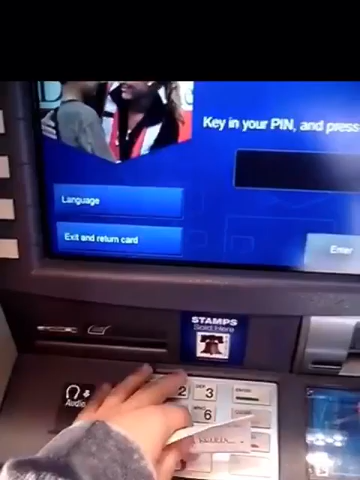 Key in your PIN, and press
Language
Exit and return card
Enter
STAMPS
Sold Here
Audio
2
DEF 3
6